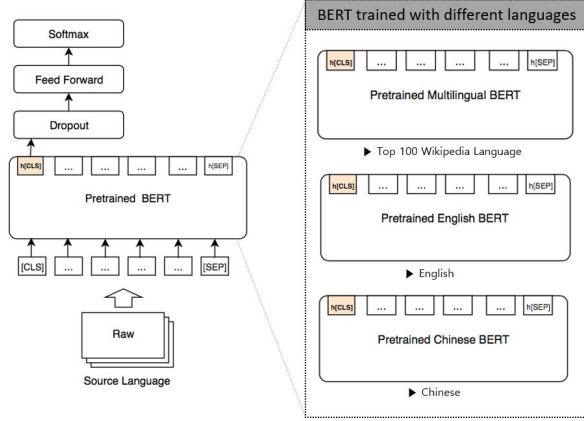 Softmax
Feed Forward
Dropout
h[CLS] ... ... ... ... h[SEP]
Pretrained BERT
[CLS] ... ... ... ... [SEP]
Raw
Source Language
BERT trained with different languages
h[CLS] ... ... ... ... h[SEP]
Pretrained Multilingual BERT
▶ Top 100 Wikipedia Language
h[CLS] ... ... ... ... h[SEP]
Pretrained English BERT
▶ English
h[CLS] ... ... ... ... h[SEP]
Pretrained Chinese BERT
▶ Chinese